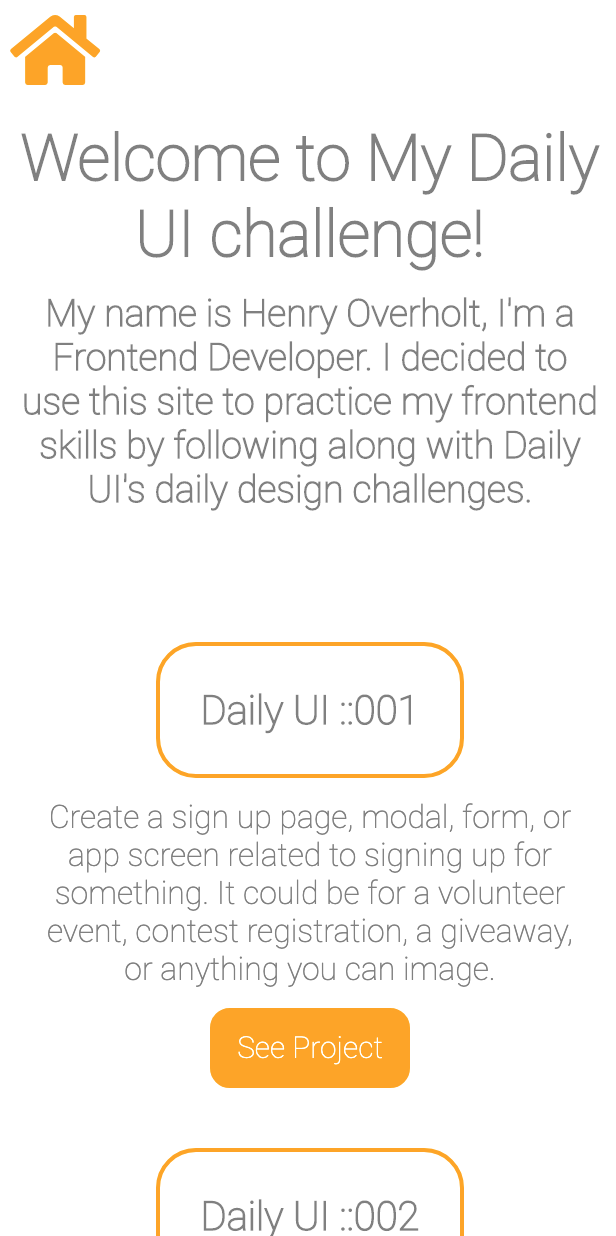 Welcome to My Daily
UI challenge!
My name is Henry Overholt, I'm a
Frontend Developer. I decided to
use this site to practice my frontend
skills by following along with Daily
UI's daily design challenges.
Daily UI ::001
Create a sign up page, modal, form, or
app screen related to signing up for
something. It could be for a volunteer
event, contest registration, a giveaway,
or anything you can image.
See Project
Daily UI ::002